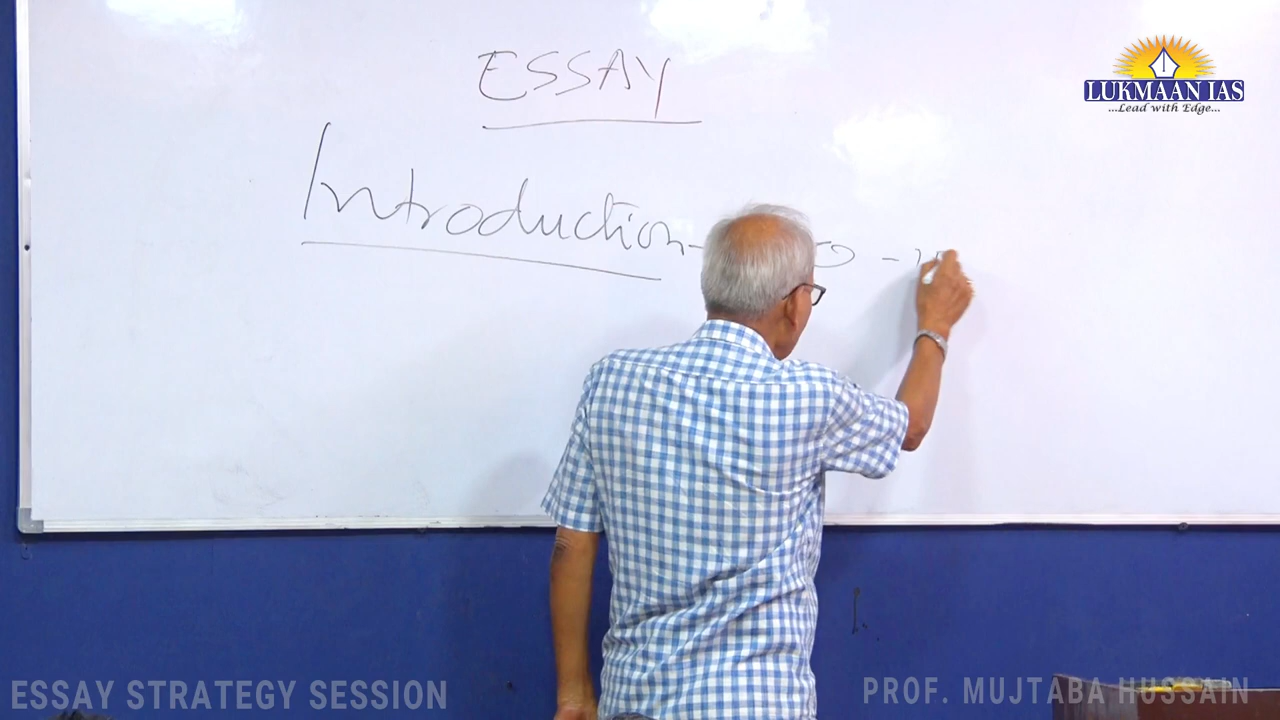 ESSAY
LUKMAAN IAS
...Lead with Edge...
Introduction-
ESSAY STRATEGY SESSION
PROF. MUJTABA HUSSAIN